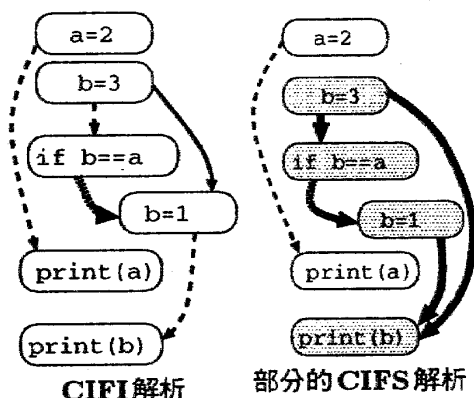 a=2
b=3
if b==a
b=1
print(a)
print(b)
CIFI解析
a=2
b=3
if b==a
b=1
print(a)
print(b)
部分的CIFS解析